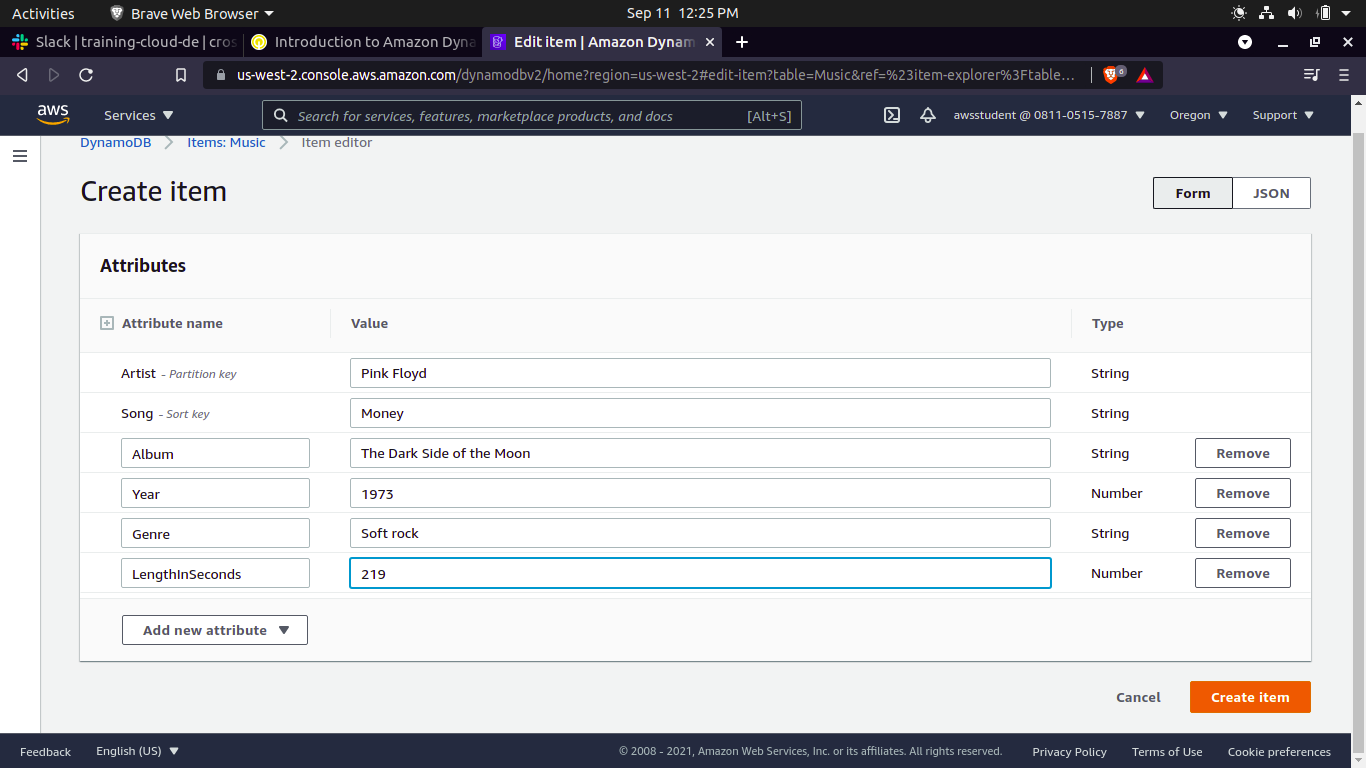 Activities
Brave Web Browser
Sep 11 12:25 PM
Slack | training-cloud-de | cros
Introduction to Amazon Dyna
Edit item | Amazon Dynam
us-west-2.console.aws.amazon.com/dynamodbv2/home?region=us-west-2#edit-item?table=Music&ref=%23item-explorer%3Ftable...
6
aws
Services
Search for services, features, marketplace products, and docs
[Alt+S]
awsstudent @ 0811-0515-7887
Oregon
Support
DynamoDB
Items: Music
Item editor
Create item
Form
JSON
Attributes
Attribute name
Value
Type
Artist - Partition key
Pink Floyd
String
Song - Sort key
Money
String
Album
The Dark Side of the Moon
String
Remove
Year
1973
Number
Remove
Genre
Soft rock
String
Remove
LengthInSeconds
219
Number
Remove
Add new attribute
Cancel
Create item
Feedback
English (US)
© 2008 - 2021, Amazon Web Services, Inc. or its affiliates. All rights reserved.
Privacy Policy
Terms of Use
Cookie preferences